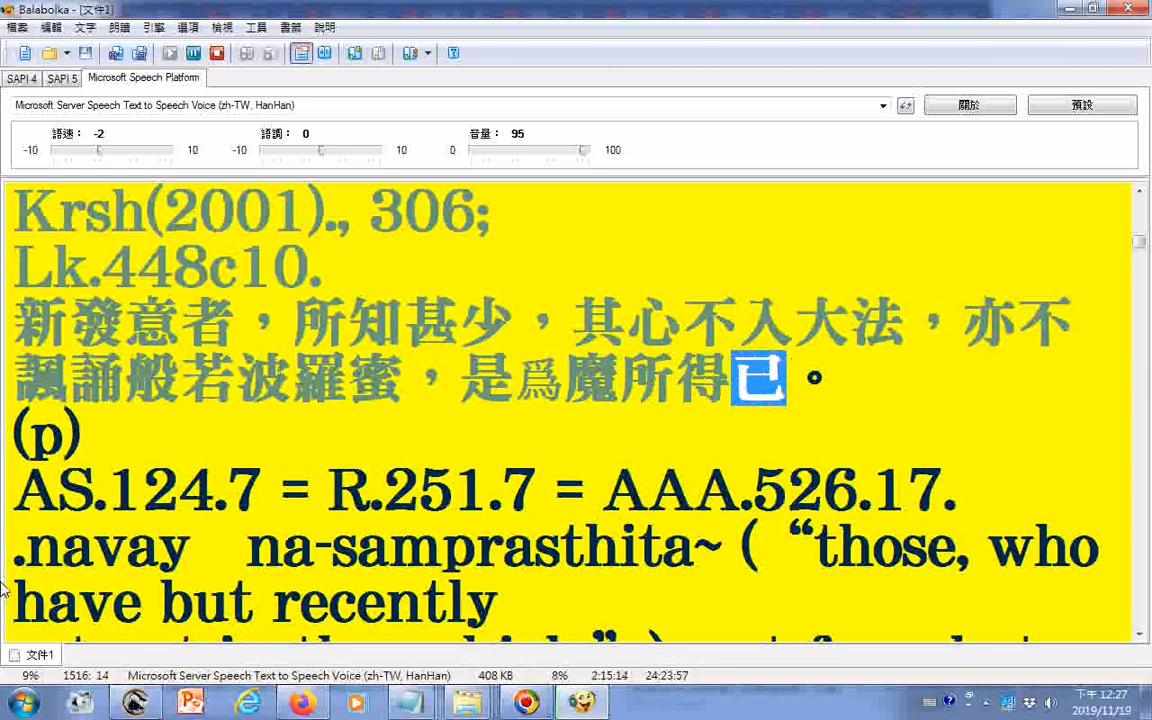 Balabolka - [文件1]
檔案 編輯 文字 朗讀 引擎 選項 檢視 工具 書籤 說明
SAPI 4 SAPI 5 Microsoft Speech Platform
Microsoft Server Speech Text to Speech Voice (zh-TW, HanHan) 關於 預設
語速： -2 語調： 0 音量： 95
-10 10 -10 10 0 100
Krsh(2001)., 306;
Lk.448c10.
新發意者，所知甚少，其心不入大法，亦不
諷誦般若波羅蜜，是爲魔所得已。
(p)
AS.124.7 = R.251.7 = AAA.526.17.
.navay na-samprasthita~ ( “those, who
have but recently
文件1
9% 1516: 14 Microsoft Server Speech Text to Speech Voice (zh-TW, HanHan) 408 KB 8% 2:15:14 24:23:57
下午 12:27
2019/11/19